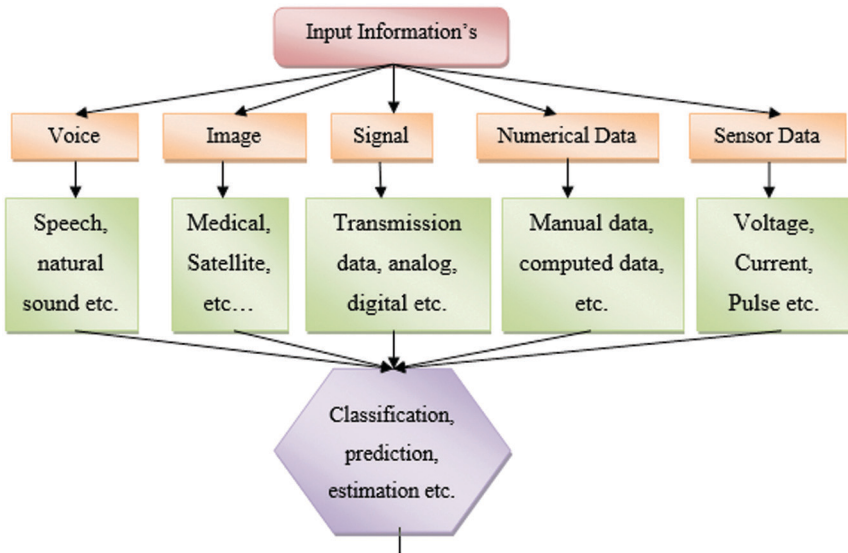 Input Information’s
Voice
Image
Signal
Numerical Data
Sensor Data
Speech,
natural
sound etc.
Medical,
Satellite,
etc…
Transmission
data, analog,
digital etc.
Manual data,
computed data,
etc.
Voltage,
Current,
Pulse etc.
Classification,
prediction,
estimation etc.